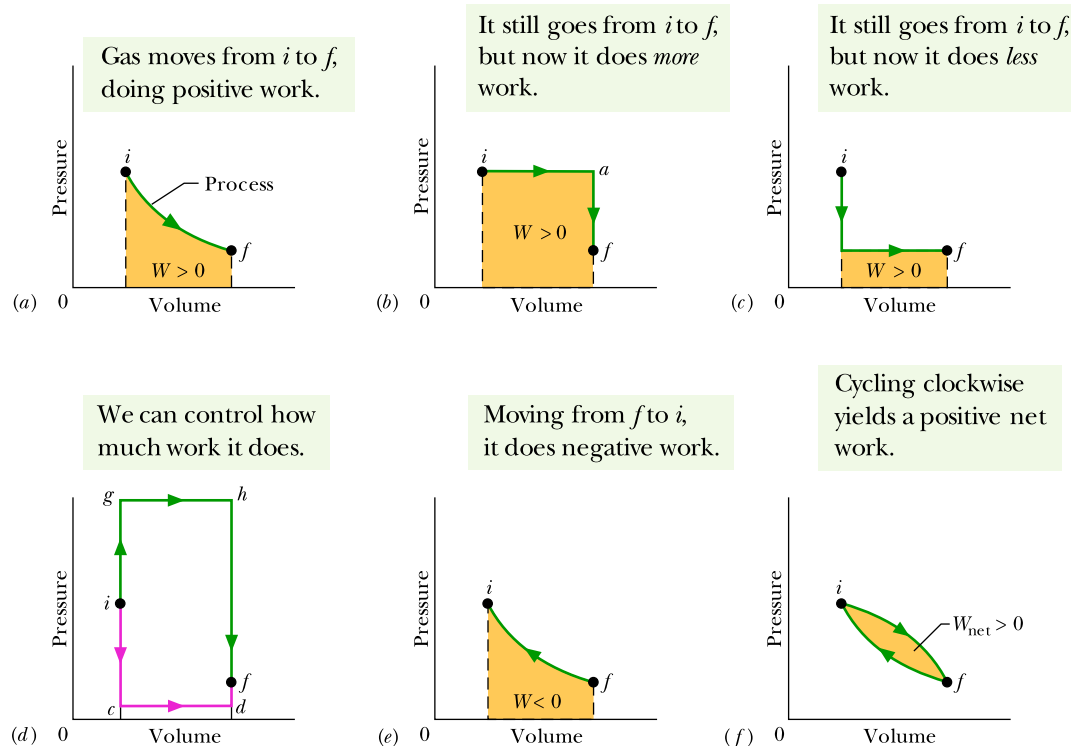 Gas moves from i to f,
doing positive work.
Pressure
i
Process
f
W > 0
(a)
0
Volume
It still goes from i to f,
but now it does more
work.
Pressure
i
a
W > 0
f
(b)
0
Volume
It still goes from i to f,
but now it does less
work.
Pressure
i
f
W > 0
(c)
0
Volume
We can control how
much work it does.
Pressure
g
h
i
f
c
d
(d)
0
Volume
Moving from f to i,
it does negative work.
Pressure
i
f
W < 0
(e)
0
Volume
Cycling clockwise
yields a positive net
work.
Pressure
i
Wnet > 0
f
(f)
0
Volume